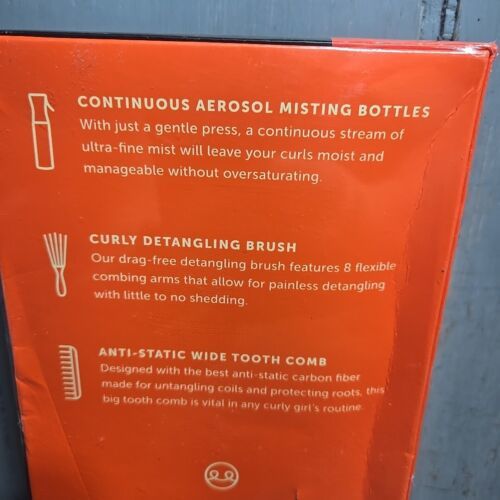 CONTINUOUS AEROSOL MISTING BOTTLES
With just a gentle press, a continuous stream of
ultra-fine mist will leave your curls moist and
manageable without oversaturating.
CURLY DETANGLING BRUSH
Our drag-free detangling brush features 8 flexible
combing arms that allow for painless detangling
with little to no shedding.
ANTI-STATIC WIDE TOOTH COMB
Designed with the best anti-static carbon fiber
made for untangling coils and protecting roots, this
big tooth comb is vital in any curly girl's routine.